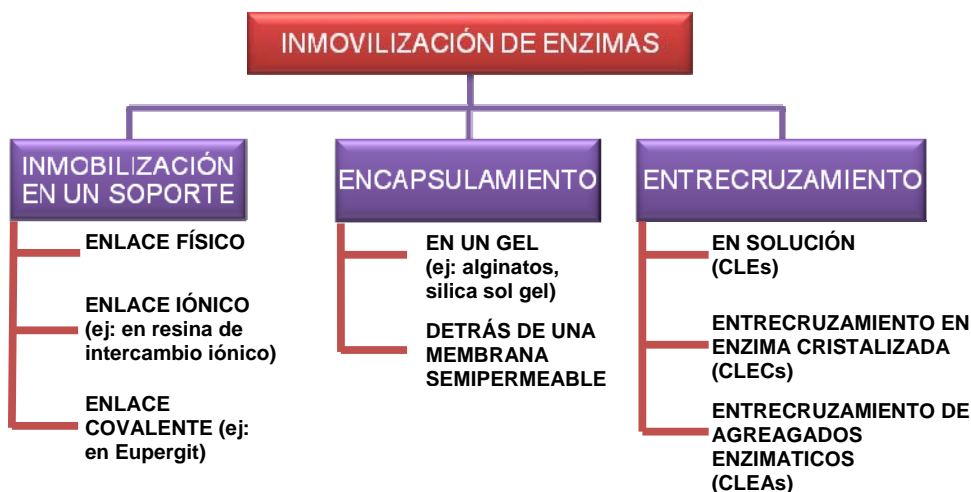 INMOVILIZACIÓN DE ENZIMAS
INMOBILIZACIÓN
EN UN SOPORTE
ENLACE FÍSICO
ENLACE IÓNICO
(ej: en resina de
intercambio iónico)
ENLACE
COVALENTE (ej:
en Eupergit)
ENCAPSULAMIENTO
EN UN GEL
(ej: alginatos,
silica sol gel)
DETRÁS DE UNA
MEMBRANA
SEMIPERMEABLE
ENTRECRUZAMIENTO
EN SOLUCIÓN
(CLEs)
ENTRECRUZAMIENTO EN
ENZIMA CRISTALIZADA
(CLECs)
ENTRECRUZAMIENTO DE
AGREAGADOS
ENZIMATICOS
(CLEAs)